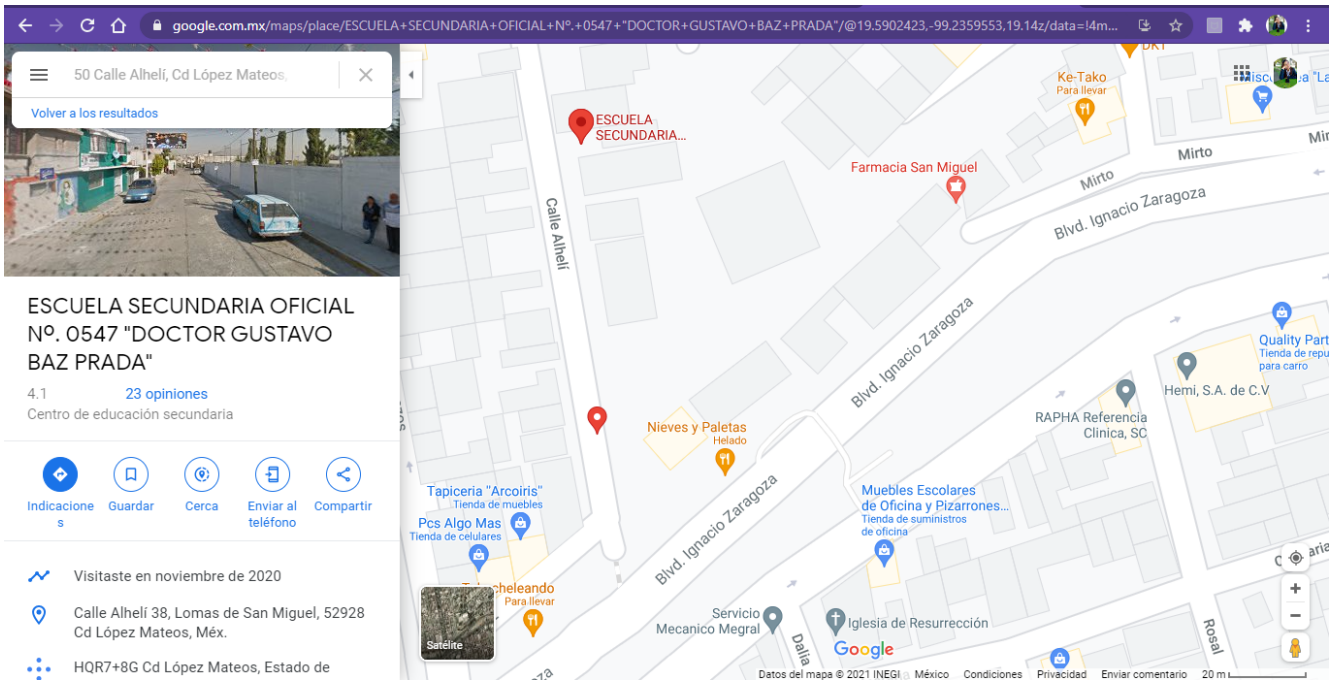 google.com.mx/maps/place/ESCUELA+SECUNDARIA+OFICIAL+Nº.+0547+"DOCTOR+GUSTAVO+BAZ+PRADA"/@19.5902423,-99.2359553,19.14z/data=!4m...
50 Calle Alhelí, Cd López Mateos,
Volver a los resultados
ESCUELA SECUNDARIA OFICIAL
Nº. 0547 "DOCTOR GUSTAVO
BAZ PRADA"
4.1
23 opiniones
Centro de educación secundaria
Indicacione
s
Guardar
Cerca
Enviar al
teléfono
Compartir
Visitaste en noviembre de 2020
Calle Alhelí 38, Lomas de San Miguel, 52928
Cd López Mateos, Méx.
HQR7+8G Cd López Mateos, Estado de
DKT
Ke-Tako
Para llevar
ESCUELA
SECUNDARIA...
Mirto
Farmacia San Miguel
Mirto
Blvd. Ignacio Zaragoza
Calle Alhelí
Blvd. Ignacio Zaragoza
Quality Part
Tienda de repu
para carro
Hemi, S.A. de C.V
RAPHA Referencia
Clinica, SC
Nieves y Paletas
Helado
Tapiceria "Arcoiris"
Tienda de muebles
Pcs Algo Mas
Tienda de celulares
Blvd. Ignacio Zaragoza
Muebles Escolares
de Oficina y Pizarrones...
Tienda de suministros
de oficina
Para llevar
Satélite
Servicio
Mecanico Megral
Dalia
Iglesia de Resurrección
Rosal
Google
Datos del mapa © 2021 INEGI
México
Condiciones
Privacidad
Enviar comentario
20 m